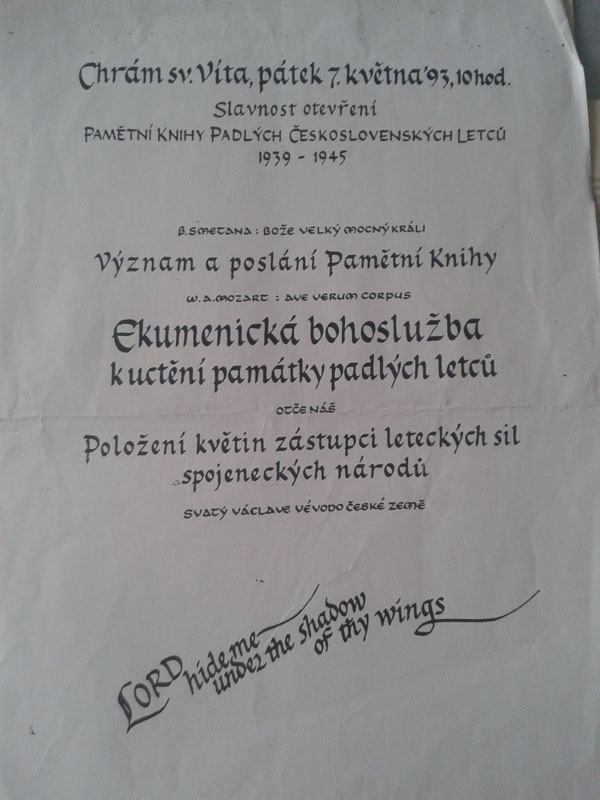 Chrám sv. Víta, pátek 7. května '93, 10 hod.
Slavnost otevření
PAMĚTNÍ KNIHY PADLÝCH ČESKOSLOVENSKÝCH LETCŮ
1939 - 1945
B. SMETANA : BOŽE VELKÝ MOCNÝ KRÁLI
Význam a poslání Pamětní Knihy
W. A. MOZART : AVE VERUM CORPUS
Ekumenická bohoslužba
k uctění památky padlých letců
OTČE NÁŠ
Položení květin zástupci leteckých sil
spojeneckých národů
SVATÝ VÁCLAVE VÉVODO ČESKÉ ZEMĚ
LORD hide me
under the shadow
of thy wings